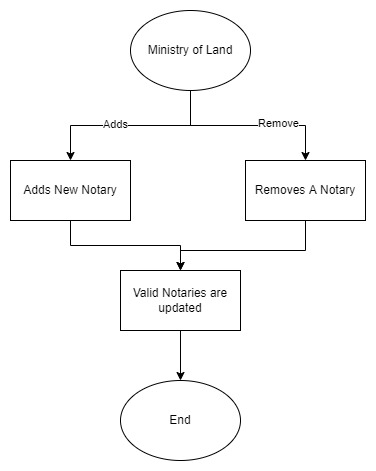 Ministry of Land
Adds
Remove
Adds New Notary
Removes A Notary
Valid Notaries are
updated
End